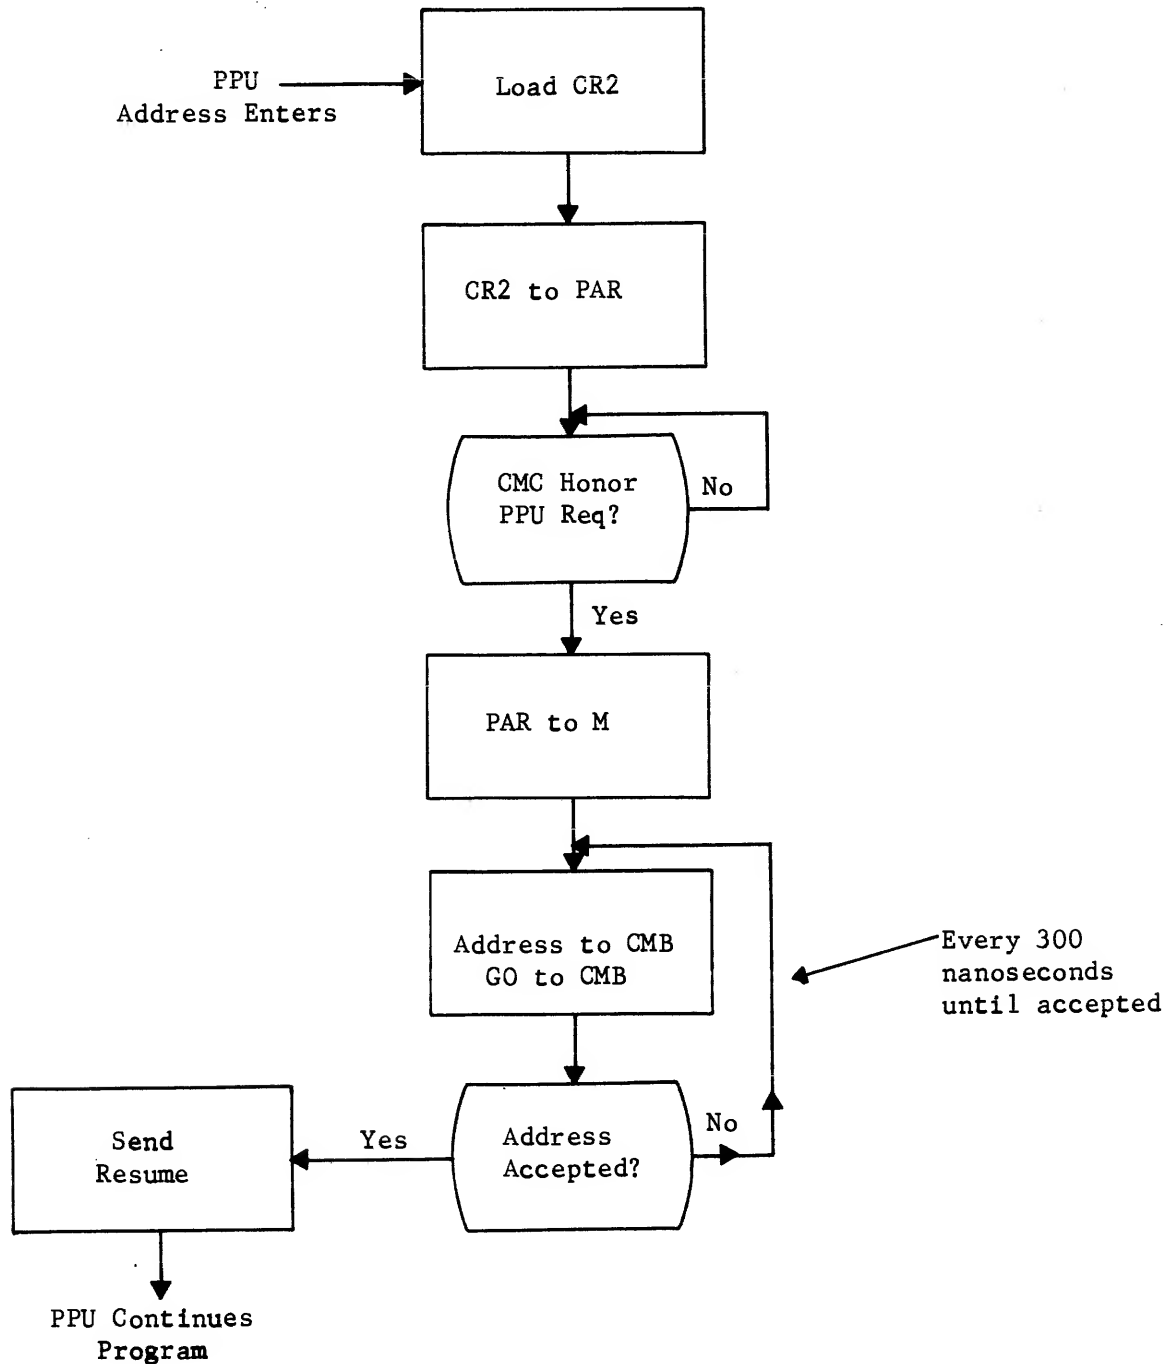 PPU
Address Enters
Load CR2
CR2 to PAR
CMC Honor
PPU Req?
No
Yes
PAR to M
Address to CMB
GO to CMB
Every 300
nanoseconds
until accepted
Address
Accepted?
No
Yes
Send
Resume
PPU Continues
Program